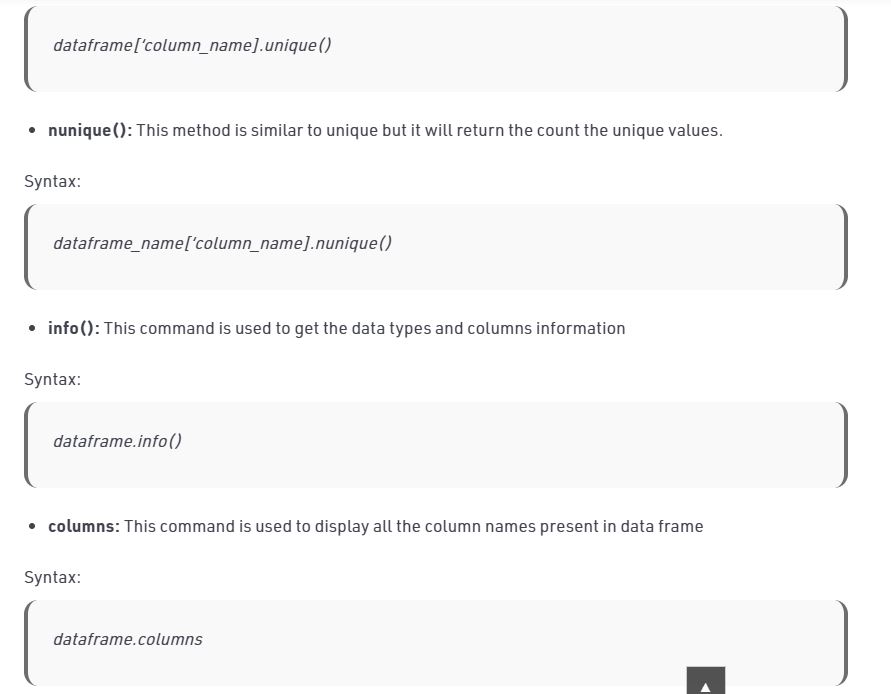 dataframe[‘column_name].unique()
• nunique(): This method is similar to unique but it will return the count the unique values.
Syntax:
dataframe_name[‘column_name].nunique()
• info(): This command is used to get the data types and columns information
Syntax:
dataframe.info()
• columns: This command is used to display all the column names present in data frame
Syntax:
dataframe.columns